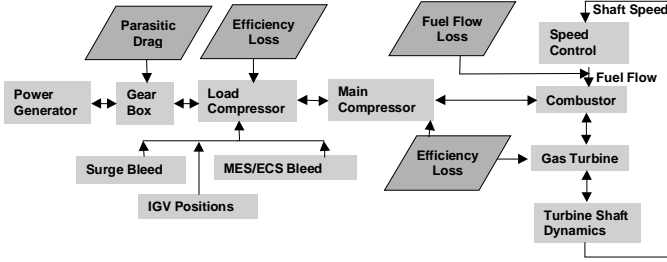 Shaft Speed
Parasitic
Drag
Efficiency
Loss
Fuel Flow
Loss
Speed
Control
Fuel Flow
Power
Generator
Gear
Box
Load
Compressor
Main
Compressor
Combustor
Surge Bleed
MES/ECS Bleed
Efficiency
Loss
Gas Turbine
IGV Positions
Turbine Shaft
Dynamics